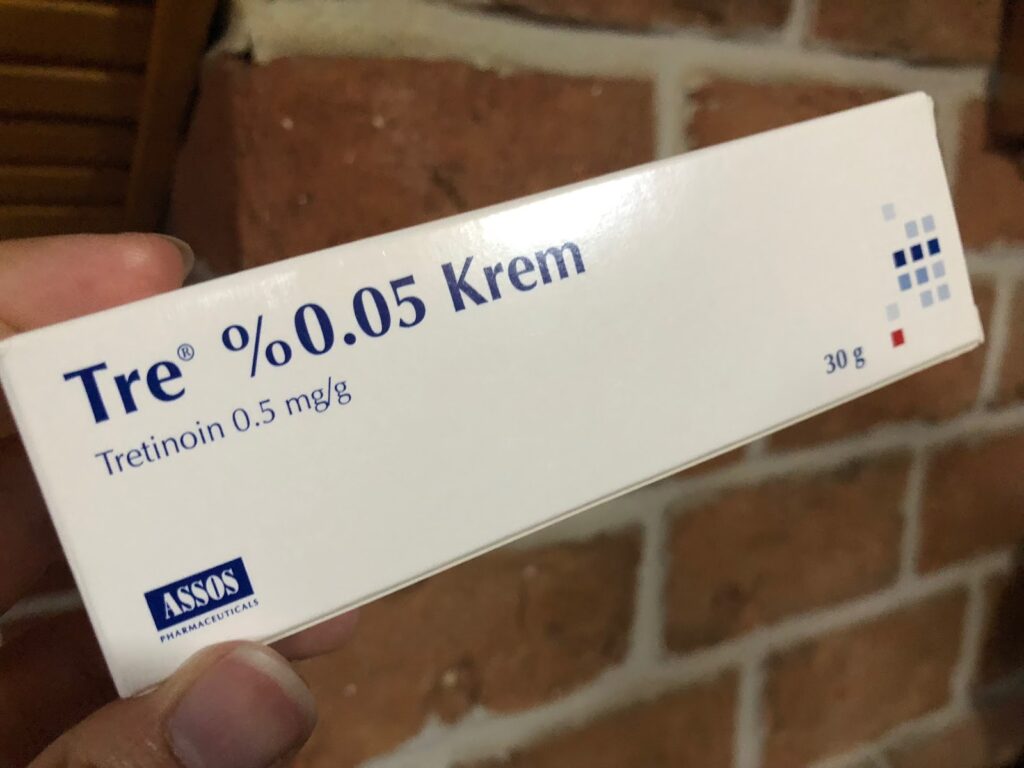 Tre® %0.05 Krem
Tretinoin 0.5 mg/g
30 g
ASSOS
PHARMACEUTICALS